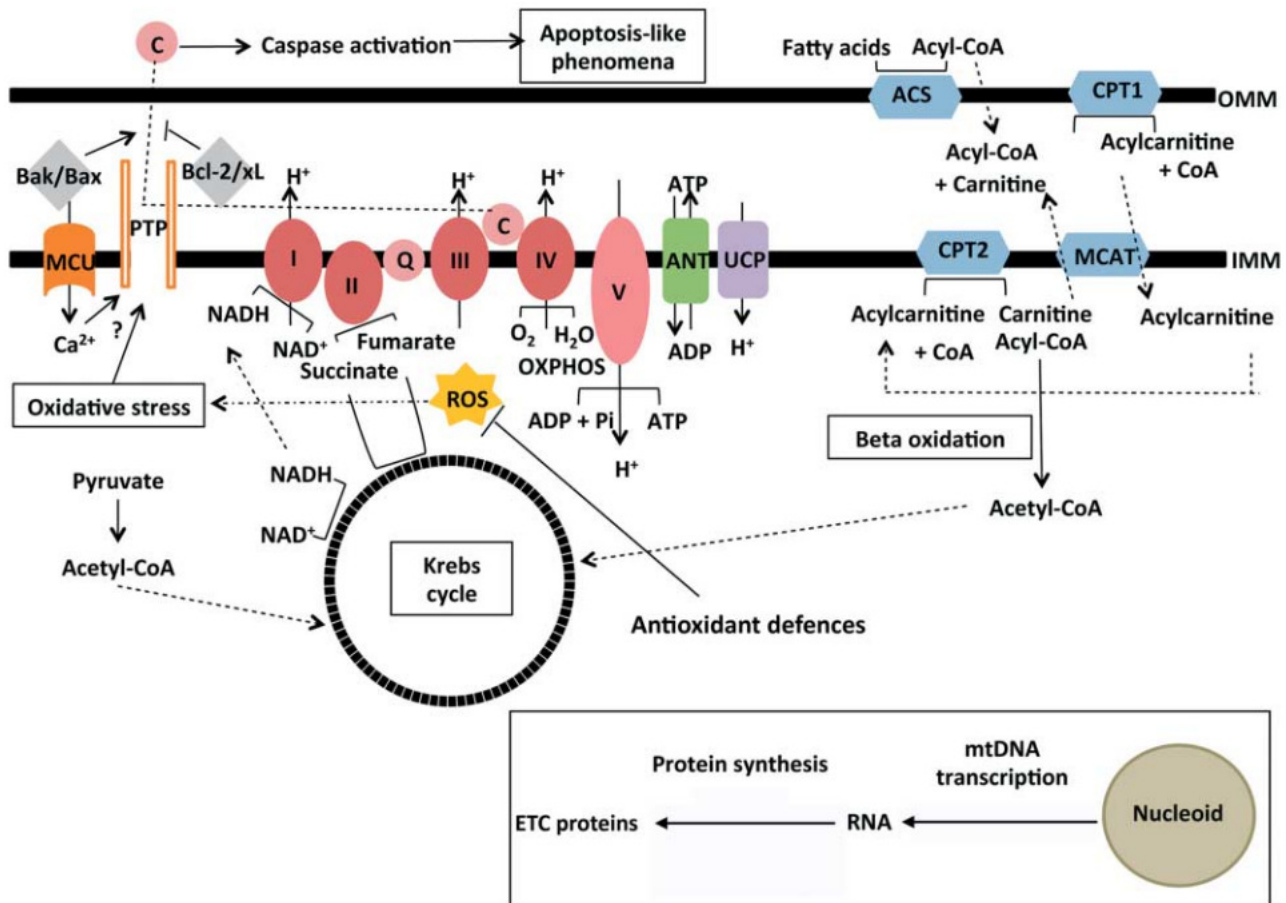 C
Caspase activation
Apoptosis-like
phenomena
Fatty acids
Acyl-CoA
ACS
CPT1
OMM
Bak/Bax
Bcl-2/xL
PTP
MCU
Ca²⁺
?
Oxidative stress
H⁺
H⁺
H⁺
I
II
Q
III
C
IV
V
ATP
ANT
UCP
ADP
H⁺
NADH
NAD⁺
Fumarate
Succinate
O₂
H₂O
OXPHOS
ADP + Pi
ATP
H⁺
ROS
Acyl-CoA
+ Carnitine
Acylcarnitine
+ CoA
CPT2
MCAT
IMM
Acylcarnitine
+ CoA
Carnitine
Acyl-CoA
Acylcarnitine
Beta oxidation
Acetyl-CoA
Pyruvate
Acetyl-CoA
NADH
NAD⁺
Krebs
cycle
Antioxidant defences
Protein synthesis
mtDNA
transcription
ETC proteins
RNA
Nucleoid